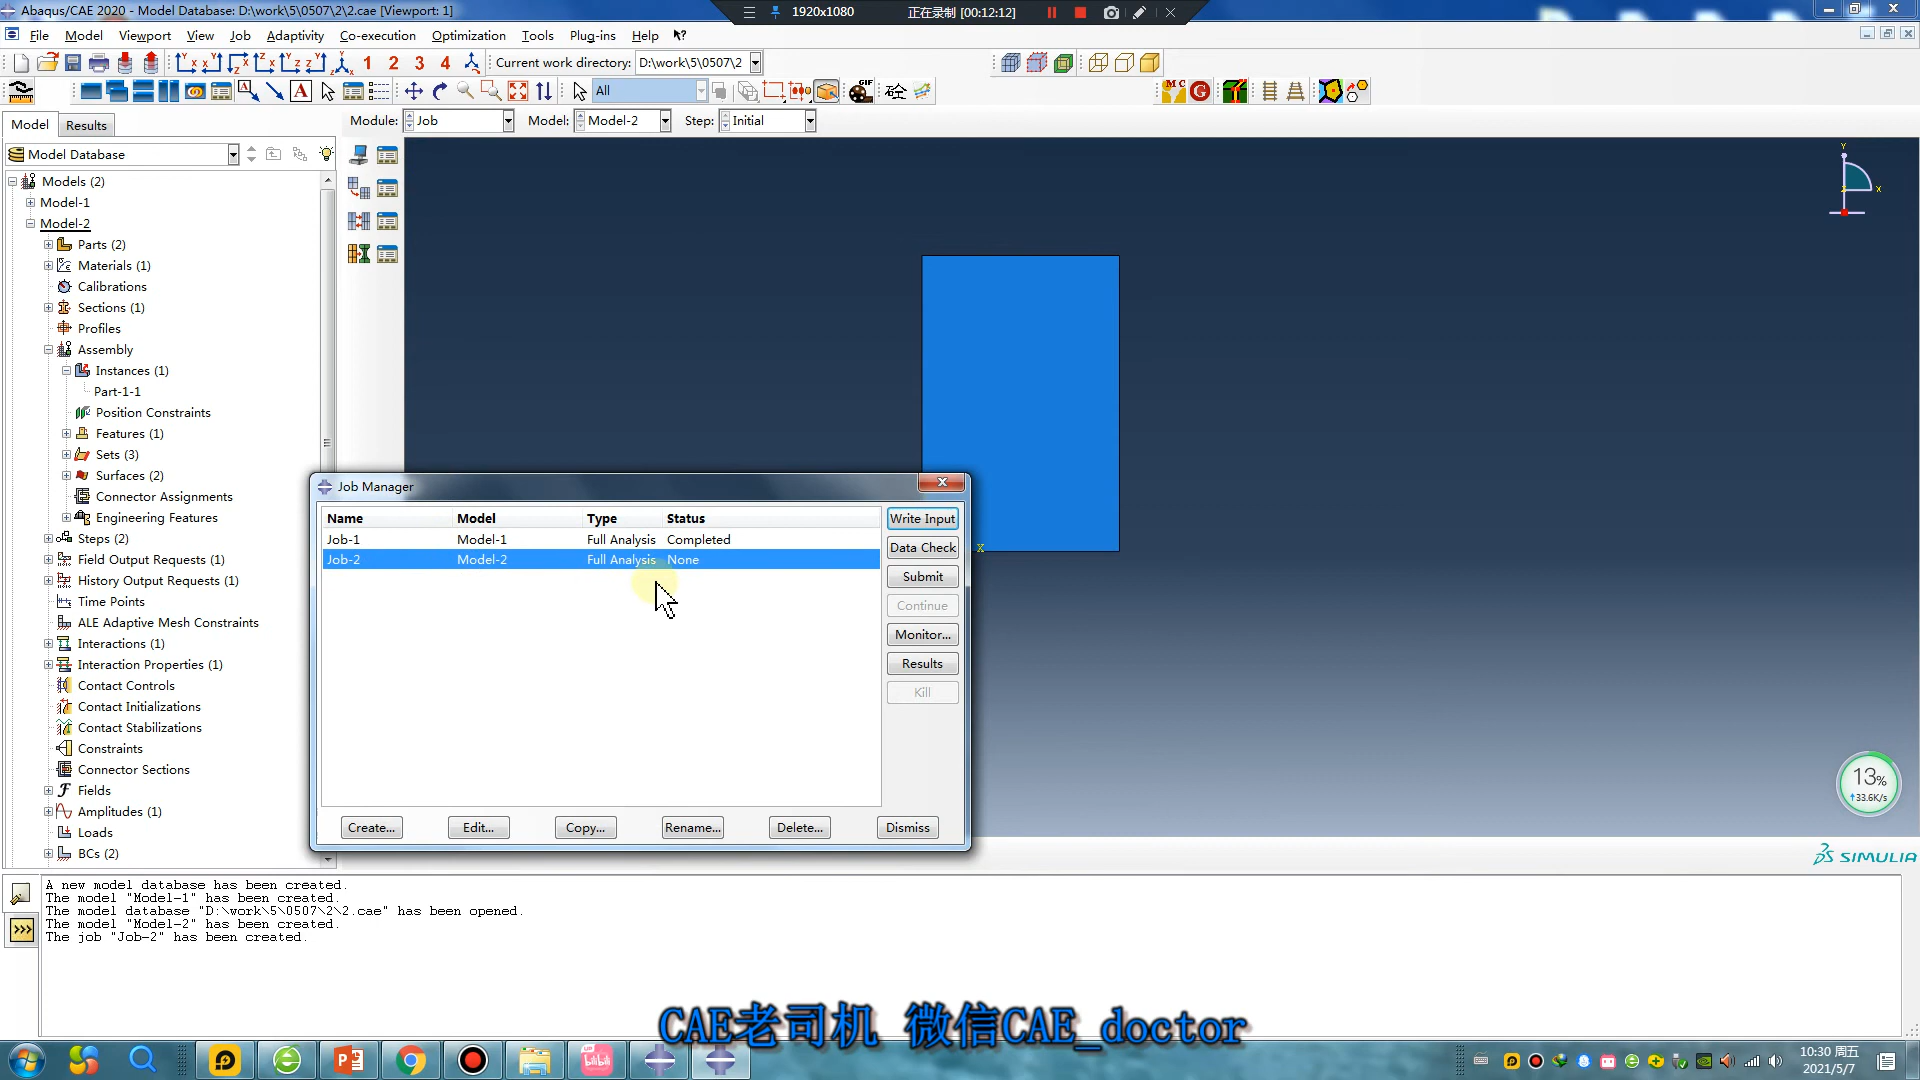 Abaqus/CAE 2020 - Model Database: D:\work\5\0507\2\2.cae [Viewport: 1]
1920x1080
正在录制 [00:12:12]
File Model Viewport View Job Adaptivity Co-execution Optimization Tools Plug-ins Help
1 2 3 4
Current work directory: D:\work\5\0507\2
All
Model Results
Module: Job Model: Model-2 Step: Initial
Model Database
Models (2)
Model-1
Model-2
Parts (2)
Materials (1)
Calibrations
Sections (1)
Profiles
Assembly
Instances (1)
Part-1-1
Position Constraints
Features (1)
Sets (3)
Surfaces (2)
Connector Assignments
Engineering Features
Steps (2)
Field Output Requests (1)
History Output Requests (1)
Time Points
ALE Adaptive Mesh Constraints
Interactions (1)
Interaction Properties (1)
Contact Controls
Contact Initializations
Contact Stabilizations
Constraints
Connector Sections
Fields
Amplitudes (1)
Loads
BCs (2)
Y
X
X
Job Manager
Name Model Type Status
Job-1 Model-1 Full Analysis Completed
Job-2 Model-2 Full Analysis None
Write Input
Data Check
Submit
Continue
Monitor...
Results
Kill
Create... Edit... Copy... Rename... Delete... Dismiss
13%
33.6K/s
SIMULIA
A new model database has been created.
The model "Model-1" has been created.
The model database "D:\work\5\0507\2\2.cae" has been opened.
The model "Model-2" has been created.
The job "Job-2" has been created.
CAE老司机 微信CAE_doctor
10:30 周五
2021/5/7